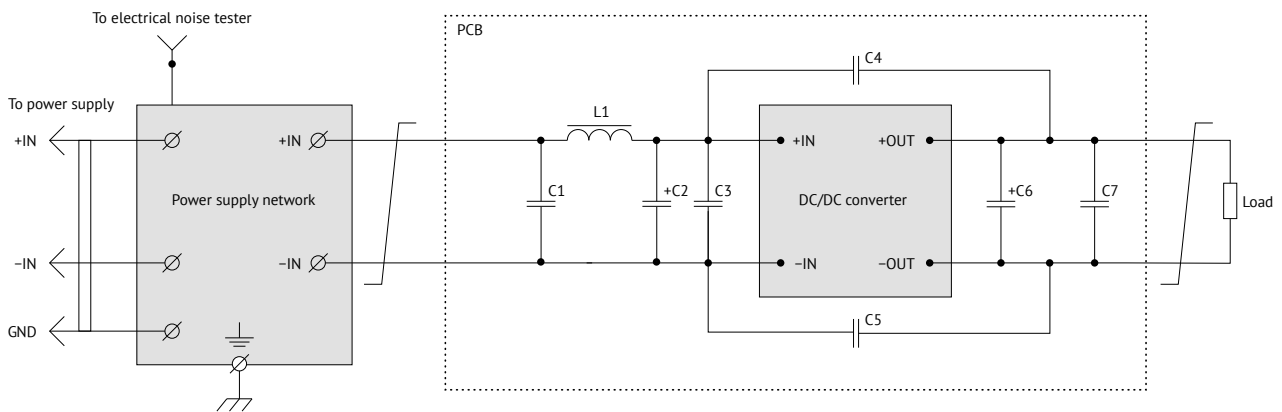 To electrical noise tester
PCB
C4
To power supply
L1
+IN
+IN
+IN
+OUT
C1
+C2
C3
+C6
C7
Power supply network
DC/DC converter
Load
−IN
−IN
−IN
−OUT
GND
C5